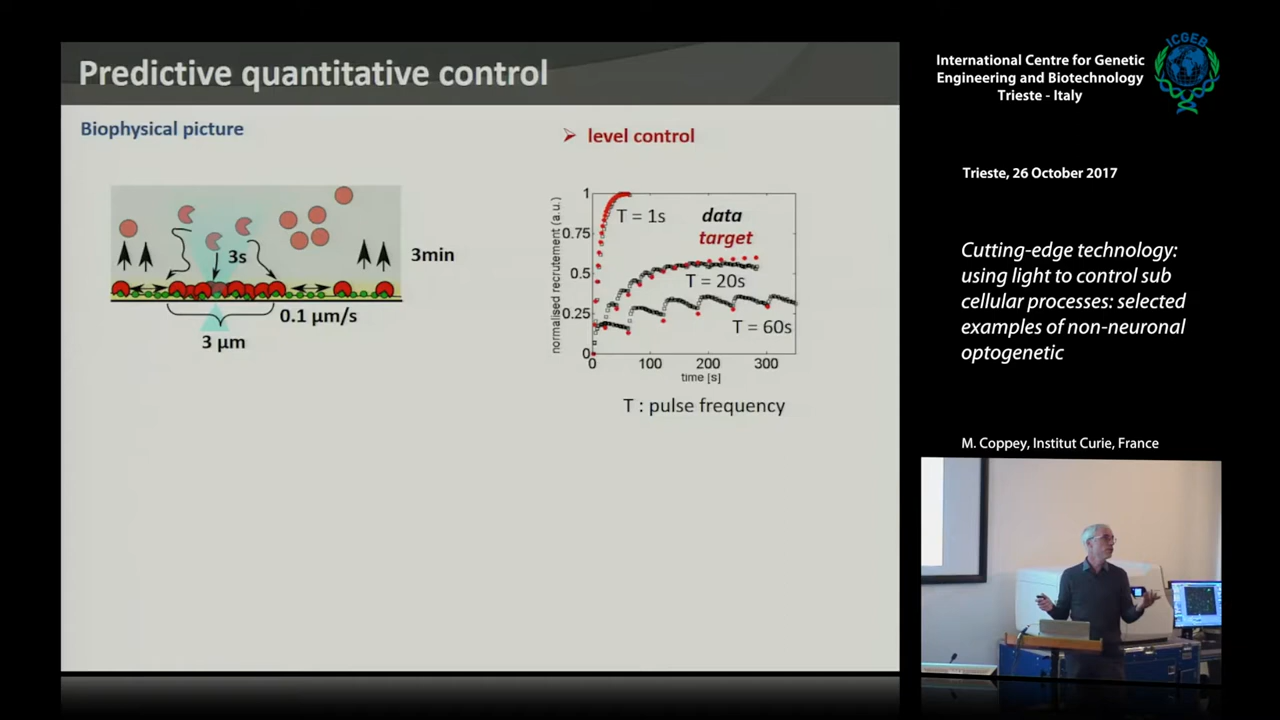 Predictive quantitative control
Biophysical picture
3s
3min
0.1 µm/s
3 µm
➢ level control
normalised recrutement (a.u.)
1
0.75
0.5
0.25
0
T = 1s
data
target
T = 20s
T = 60s
0 100 200 300
time [s]
T : pulse frequency
International Centre for Genetic
Engineering and Biotechnology
Trieste - Italy
ICGEB
Trieste, 26 October 2017
Cutting-edge technology:
using light to control sub
cellular processes: selected
examples of non-neuronal
optogenetic
M. Coppey, Institut Curie, France